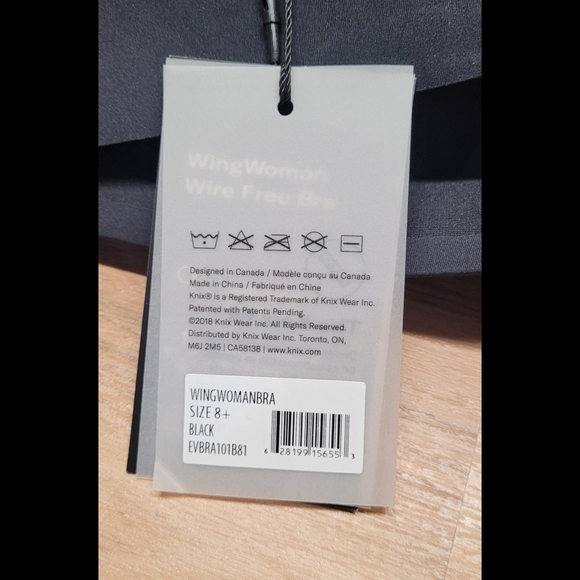 WingWoman
Wire Free Bra
Designed in Canada / Modèle conçu au Canada
Made in China / Fabriqué en Chine
Knix® is a Registered Trademark of Knix Wear Inc.
Patented with Patents Pending.
©2018 Knix Wear Inc. All Rights Reserved.
Distributed by Knix Wear Inc. Toronto, ON,
M6J 2M5 | CA58138 | www.knix.com
WINGWOMANBRA
SIZE 8+
BLACK
EVBRA101B81
6 28199 15655 3